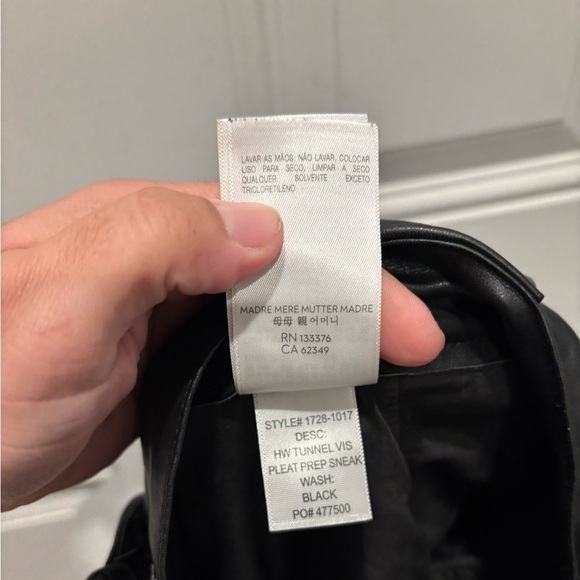 LAVAR AS MÃOS, NÃO LAVAR, COLOCAR
LISO PARA SECO, LIMPAR A SECO
QUALQUER SOLVENTE EXCETO
TRICLORETILENO
MADRE MERE MUTTER MADRE
母母 親 어머니
RN 133376
CA 62349
STYLE# 1728-1017
DESC:
HW TUNNEL VIS
PLEAT PREP SNEAK
WASH:
BLACK
PO# 477500